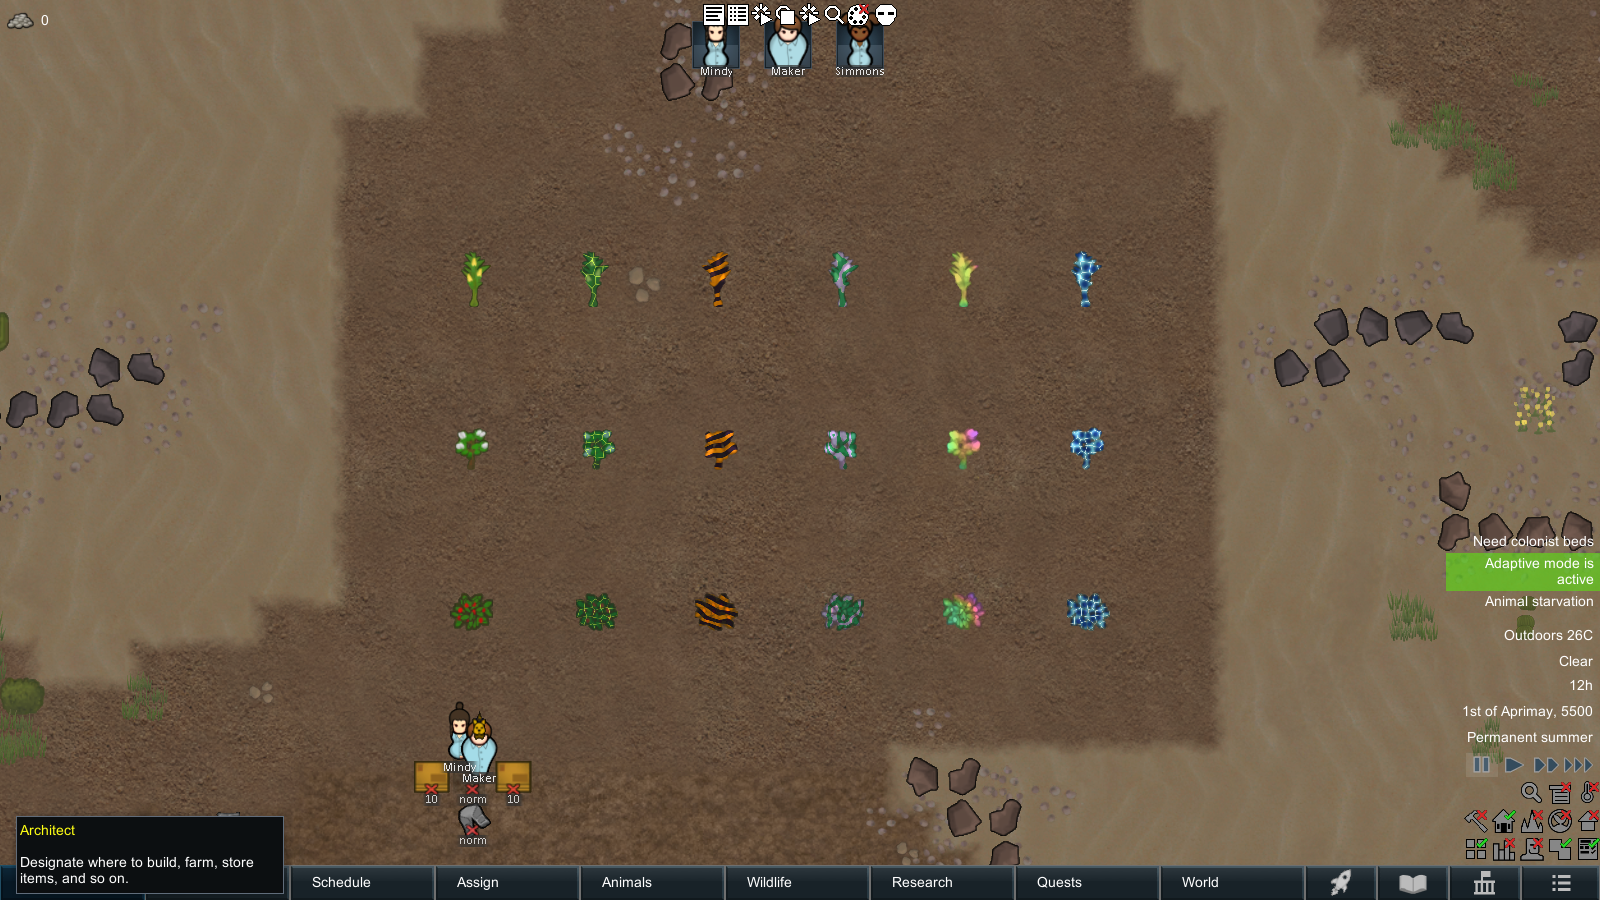 0
Mindy
Maker
Simmons
Need colonist beds
Adaptive mode is
active
Animal starvation
Outdoors 26C
Clear
12h
1st of Aprimay, 5500
Permanent summer
Mindy
Maker
10
norm
10
norm
Architect
Designate where to build, farm, store
items, and so on.
Schedule
Assign
Animals
Wildlife
Research
Quests
World